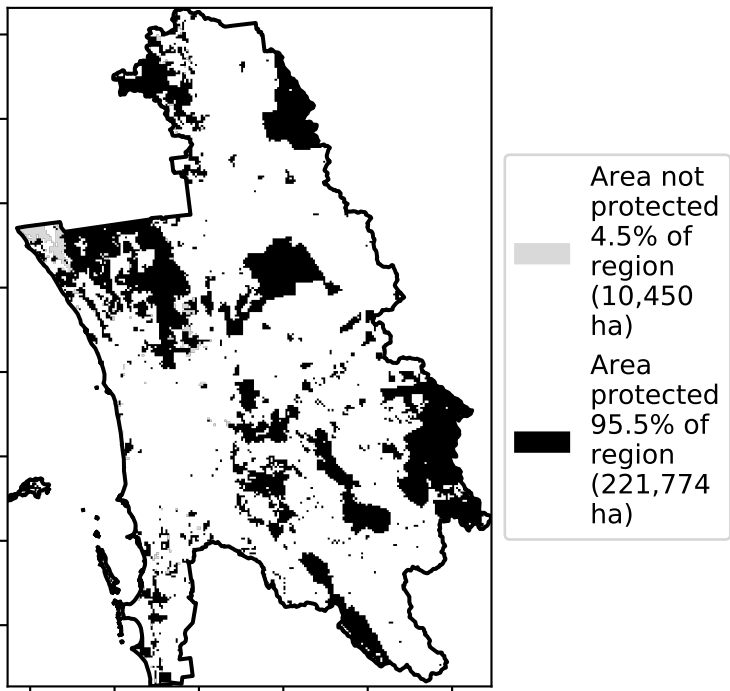 Area not
protected
4.5% of
region
(10,450
ha)
Area
protected
95.5% of
region
(221,774
ha)